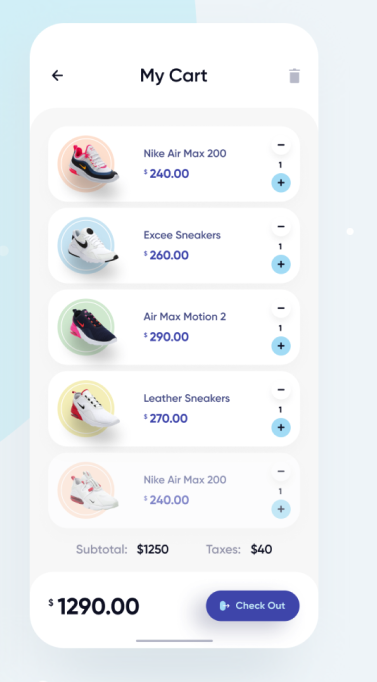 My Cart
Nike Air Max 200
$ 240.00
−
1
+
Excee Sneakers
$ 260.00
−
1
+
Air Max Motion 2
$ 290.00
−
1
+
Leather Sneakers
$ 270.00
−
1
+
Nike Air Max 200
$ 240.00
−
1
+
Subtotal: $1250 Taxes: $40
$ 1290.00 Check Out